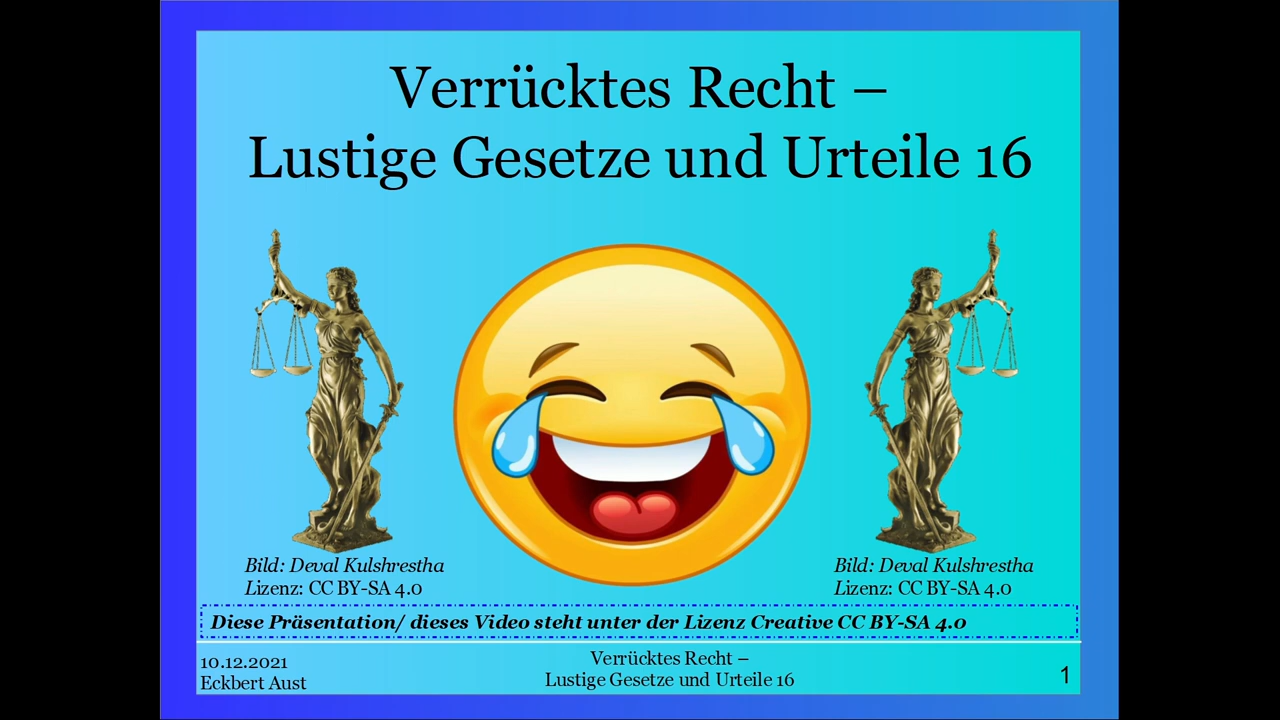 Verrücktes Recht –
Lustige Gesetze und Urteile 16
Bild: Deval Kulshrestha
Lizenz: CC BY-SA 4.0
Bild: Deval Kulshrestha
Lizenz: CC BY-SA 4.0
Diese Präsentation/ dieses Video steht unter der Lizenz Creative CC BY-SA 4.0
10.12.2021
Eckbert Aust
Verrücktes Recht –
Lustige Gesetze und Urteile 16
1